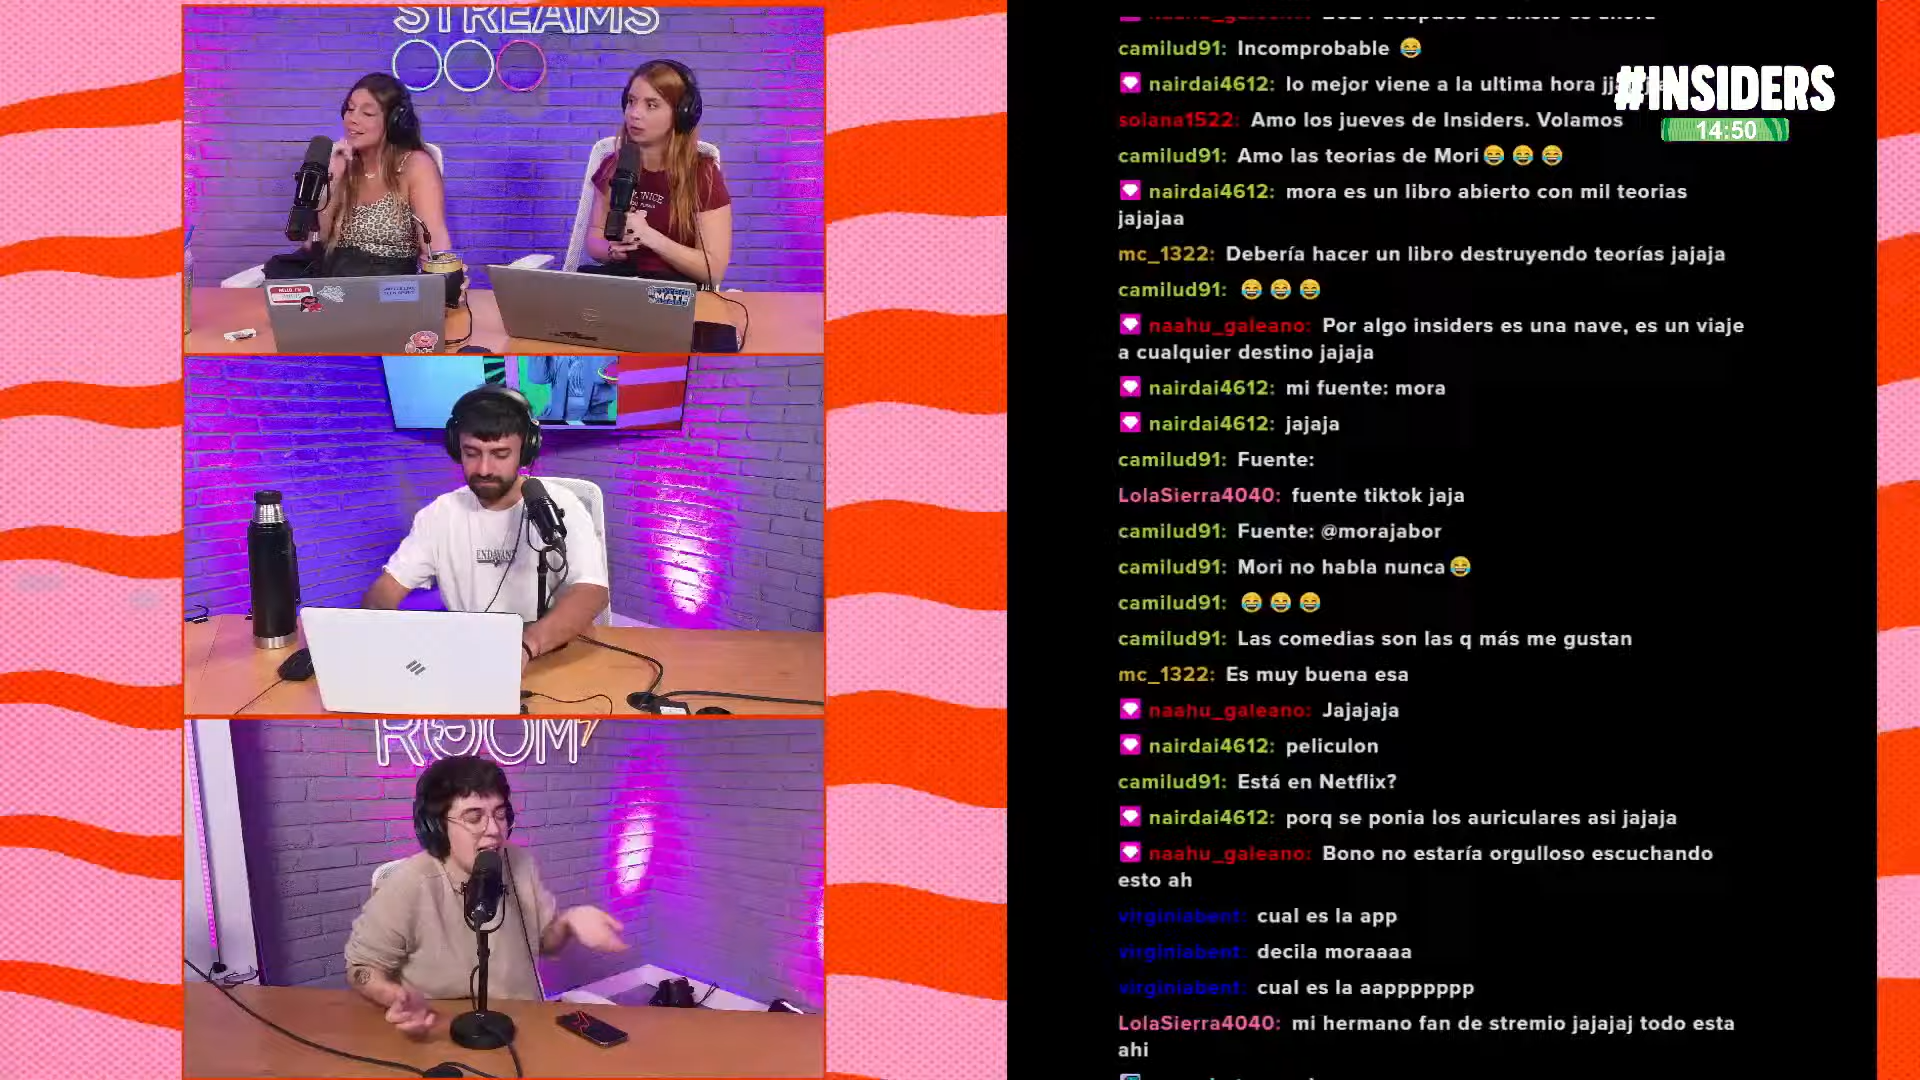 STREAMS
#INSIDERS
14:50
camilud91: Incomprobable 😂
nairdai4612: lo mejor viene a la ultima hora
solana1522: Amo los jueves de Insiders. Volamos
camilud91: Amo las teorias de Mori😂 😂 😂
nairdai4612: mora es un libro abierto con mil teorias
jajajaa
mc_1322: Debería hacer un libro destruyendo teorías jajaja
camilud91: 😂 😂 😂
naahu_galeano: Por algo insiders es una nave, es un viaje
a cualquier destino jajaja
nairdai4612: mi fuente: mora
nairdai4612: jajaja
camilud91: Fuente:
LolaSierra4040: fuente tiktok jaja
camilud91: Fuente: @morajabor
camilud91: Mori no habla nunca😂
camilud91: 😂 😂 😂
camilud91: Las comedias son las q más me gustan
mc_1322: Es muy buena esa
naahu_galeano: Jajajaja
nairdai4612: peliculon
camilud91: Está en Netflix?
nairdai4612: porq se ponia los auriculares asi jajaja
naahu_galeano: Bono no estaría orgulloso escuchando
esto ah
virginiabent: cual es la app
virginiabent: decila moraaaa
virginiabent: cual es la aappppppp
LolaSierra4040: mi hermano fan de stremio jajajaj todo esta
ahi
MATE
ROOM